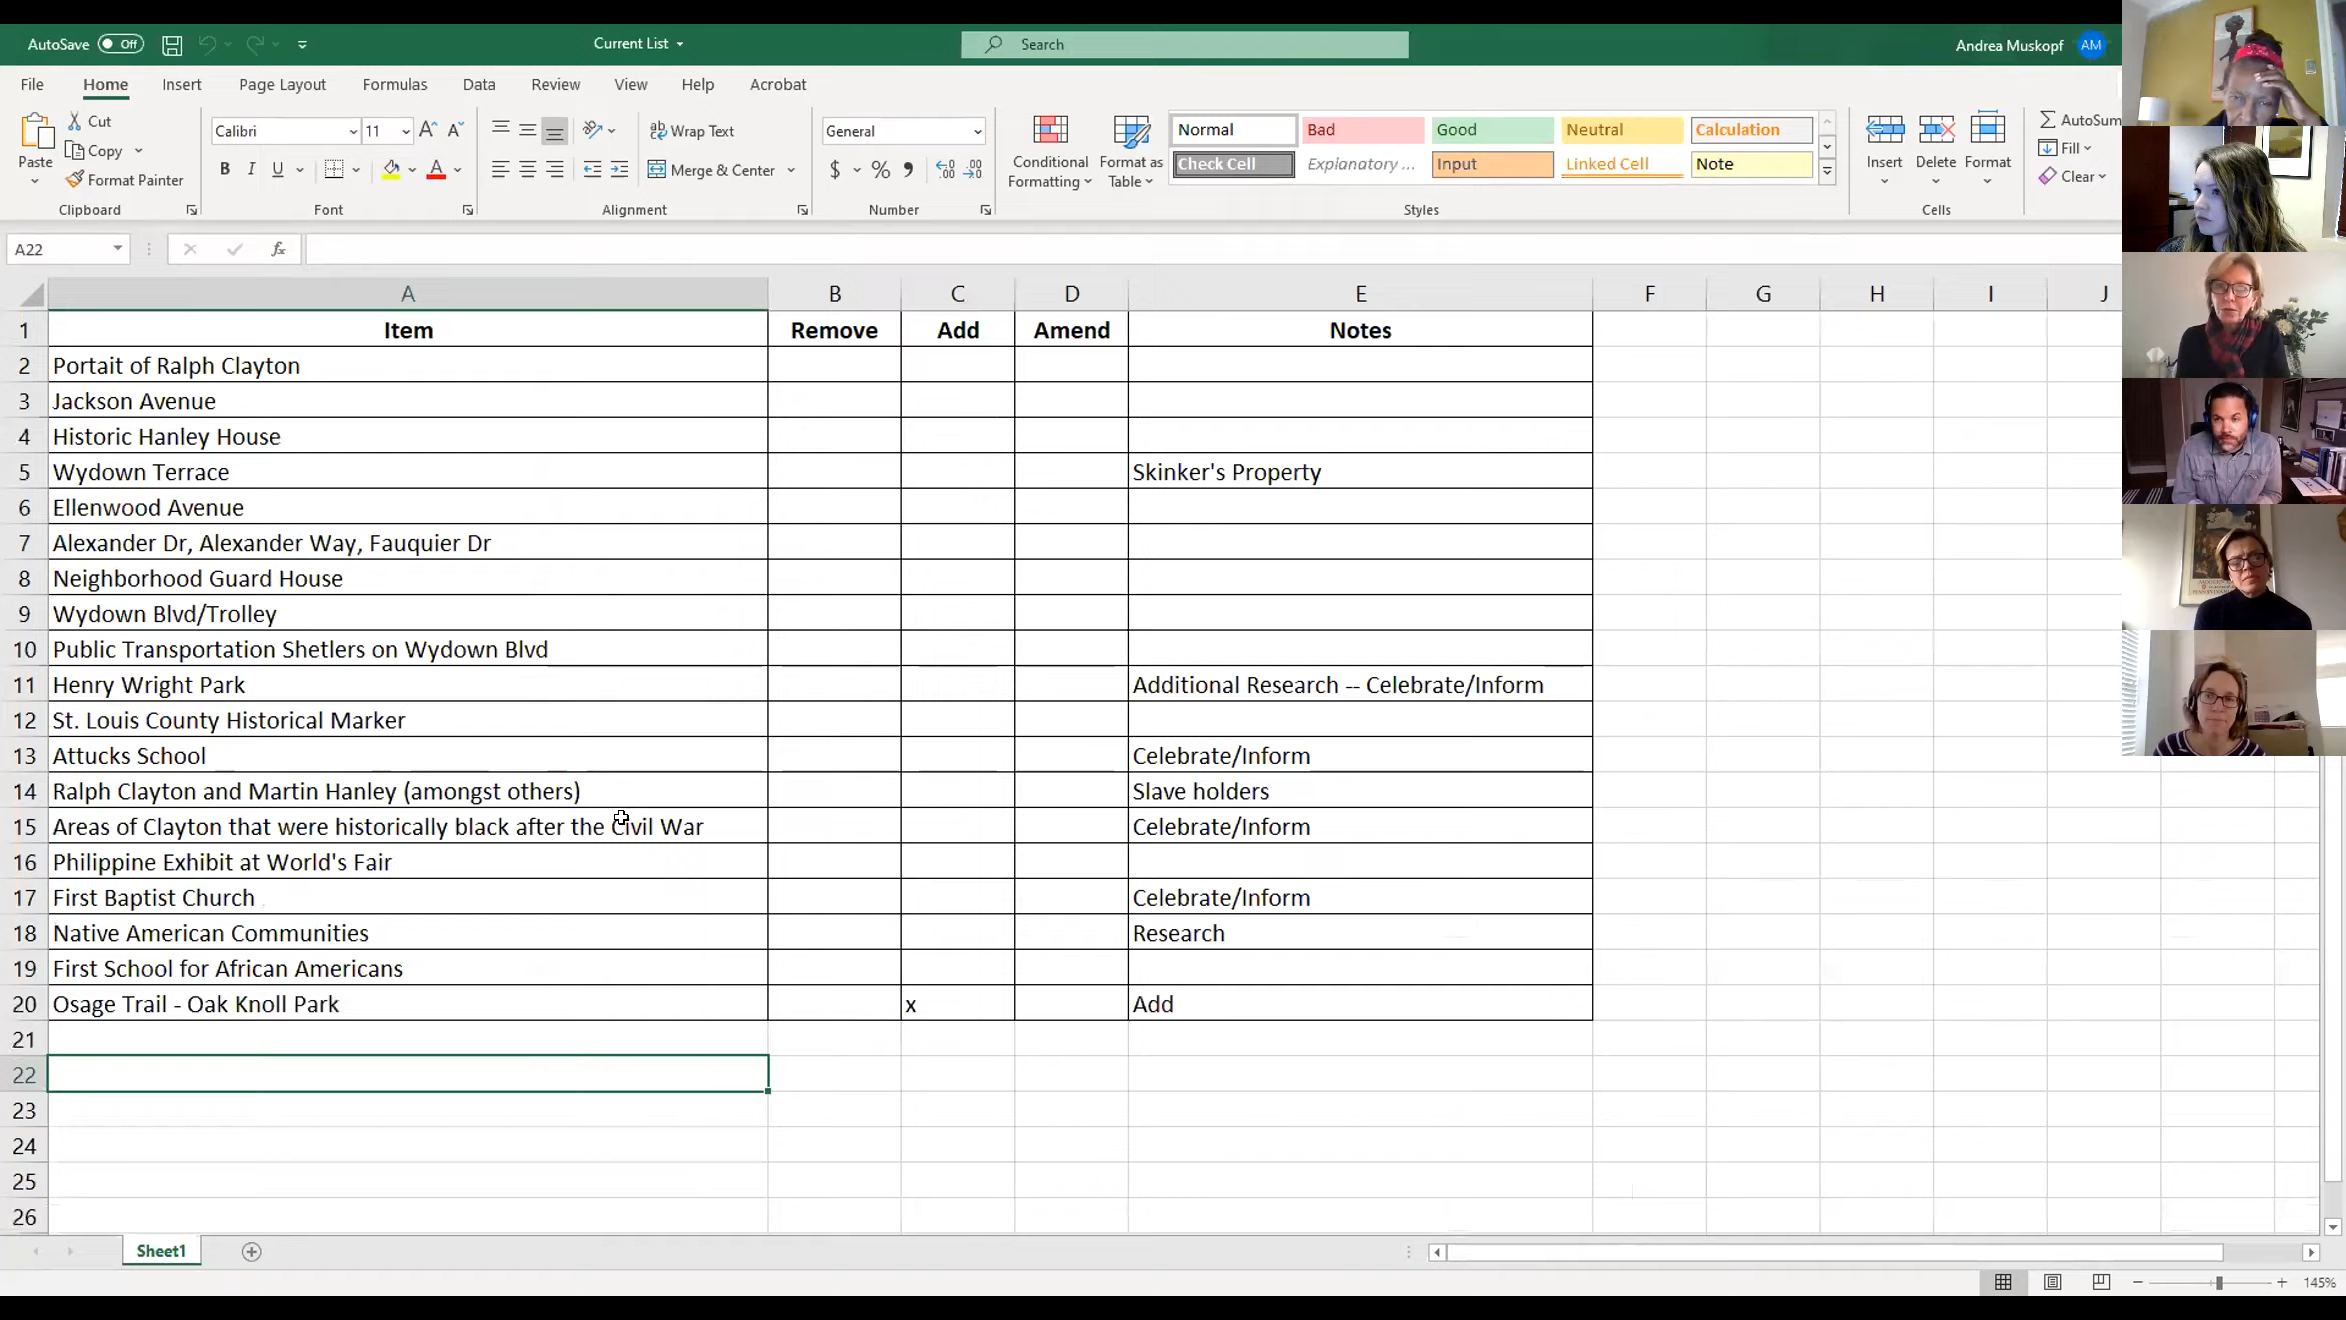 AutoSave Off Current List Search Andrea Muskopf AM
File Home Insert Page Layout Formulas Data Review View Help Acrobat
Paste Cut Copy Format Painter Clipboard
Calibri 11 B I U A Font
ab Wrap Text Merge & Center Alignment
General $ % Number
Conditional Formatting Format as Table
Normal Bad Good Neutral Calculation
Check Cell Explanatory ... Input Linked Cell Note
Styles
Insert Delete Format Cells
AutoSum Fill Clear
A22 fx
A B C D E F G H I J
1 Item Remove Add Amend Notes
2 Portait of Ralph Clayton
3 Jackson Avenue
4 Historic Hanley House
5 Wydown Terrace Skinker's Property
6 Ellenwood Avenue
7 Alexander Dr, Alexander Way, Fauquier Dr
8 Neighborhood Guard House
9 Wydown Blvd/Trolley
10 Public Transportation Shetlers on Wydown Blvd
11 Henry Wright Park Additional Research -- Celebrate/Inform
12 St. Louis County Historical Marker
13 Attucks School Celebrate/Inform
14 Ralph Clayton and Martin Hanley (amongst others) Slave holders
15 Areas of Clayton that were historically black after the Civil War Celebrate/Inform
16 Philippine Exhibit at World's Fair
17 First Baptist Church Celebrate/Inform
18 Native American Communities Research
19 First School for African Americans
20 Osage Trail - Oak Knoll Park x Add
21
22
23
24
25
26
Sheet1
145%